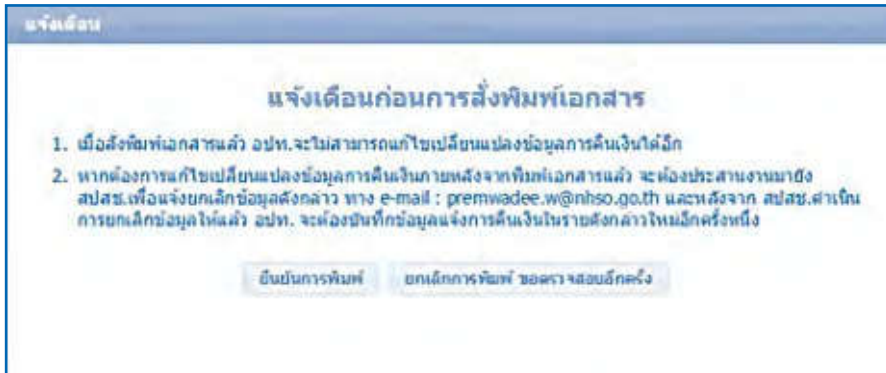 แจ้งเตือน
แจ้งเตือนก่อนการสั่งพิมพ์เอกสาร
1. เมื่อสั่งพิมพ์เอกสารแล้ว อปท.จะไม่สามารถแก้ไขเปลี่ยนแปลงข้อมูลการคืนเงินได้อีก
2. หากต้องการแก้ไขเปลี่ยนแปลงข้อมูลการคืนเงินภายหลังจากพิมพ์เอกสารแล้ว จะต้องประสานงานมายัง
สปสช.เพื่อแจ้งยกเลิกข้อมูลดังกล่าว ทาง e-mail : premwadee.w@nhso.go.th และหลังจาก สปสช.ดำเนิน
การยกเลิกข้อมูลให้แล้ว อปท. จะต้องบันทึกข้อมูลแจ้งการคืนเงินในรายดังกล่าวใหม่อีกครั้งหนึ่ง
ยืนยันการพิมพ์ ยกเลิกการพิมพ์ ขอตรวจสอบอีกครั้ง